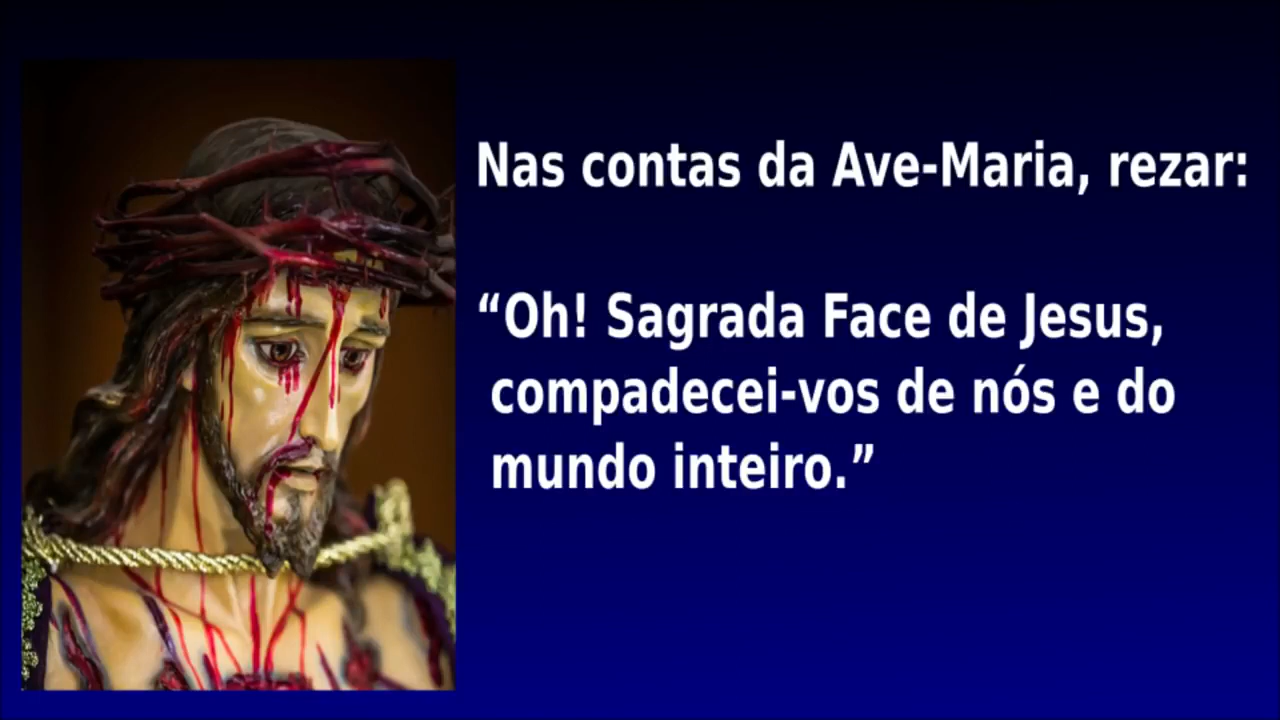 Nas contas da Ave-Maria, rezar:
“Oh! Sagrada Face de Jesus,
compadecei-vos de nós e do
mundo inteiro.”